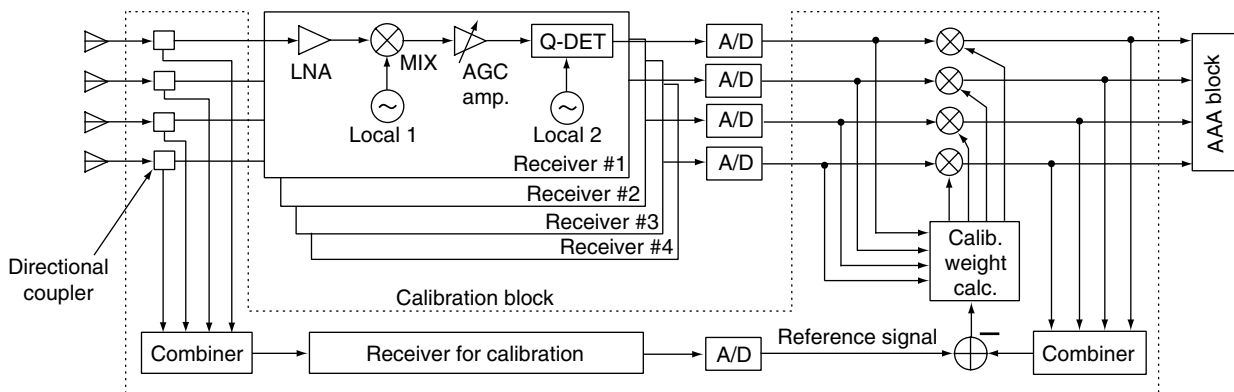 LNA
MIX
AGC
amp.
Q-DET
Local 1
Local 2
Receiver #1
Receiver #2
Receiver #3
Receiver #4
A/D
A/D
A/D
A/D
AAA block
Directional
coupler
Calibration block
Calib.
weight
calc.
Combiner
Receiver for calibration
A/D
Reference signal
Combiner